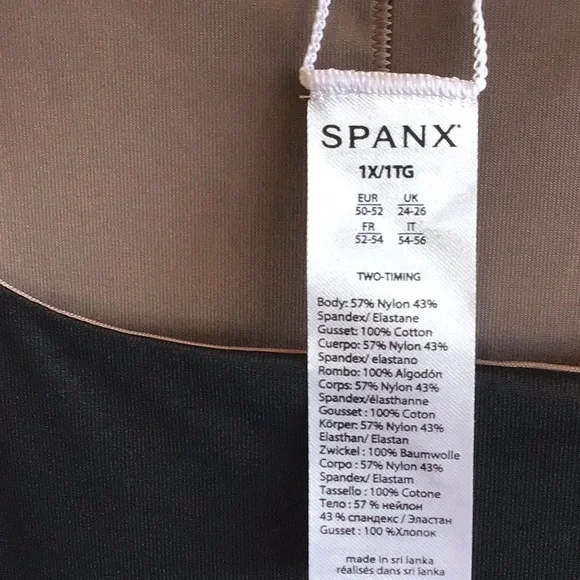 SPANX®
1X/1TG
EUR UK
50-52 24-26
FR IT
52-54 54-56
TWO-TIMING
Body: 57% Nylon 43%
Spandex/ Elastane
Gusset: 100% Cotton
Cuerpo: 57% Nylon 43%
Spandex/ elastano
Rombo: 100% Algodón
Corps: 57% Nylon 43%
Spandex/élasthanne
Gousset : 100% Coton
Körper: 57% Nylon 43%
Elasthan/ Elastan
Zwickel : 100% Baumwolle
Corpo : 57% Nylon 43%
Spandex/ Elastam
Tassello : 100% Cotone
Тело : 57 % нейлон
43 % спандекс / Эластан
Gusset : 100 %Хлопок
made in sri lanka
réalisés dans sri lanka